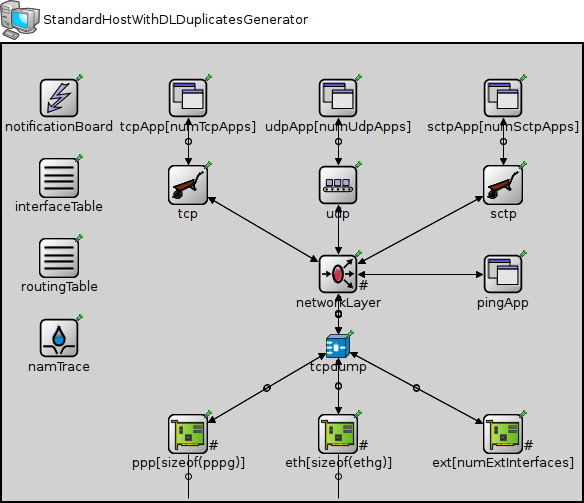 StandardHostWithDLDuplicatesGenerator
notificationBoard
tcpApp[numTcpApps]
udpApp[numUdpApps]
sctpApp[numSctpApps]
interfaceTable
tcp
udp
sctp
routingTable
#
networkLayer
pingApp
namTrace
tcpdump
#
#
#
ppp[sizeof(pppg)]
eth[sizeof(ethg)]
ext[numExtInterfaces]